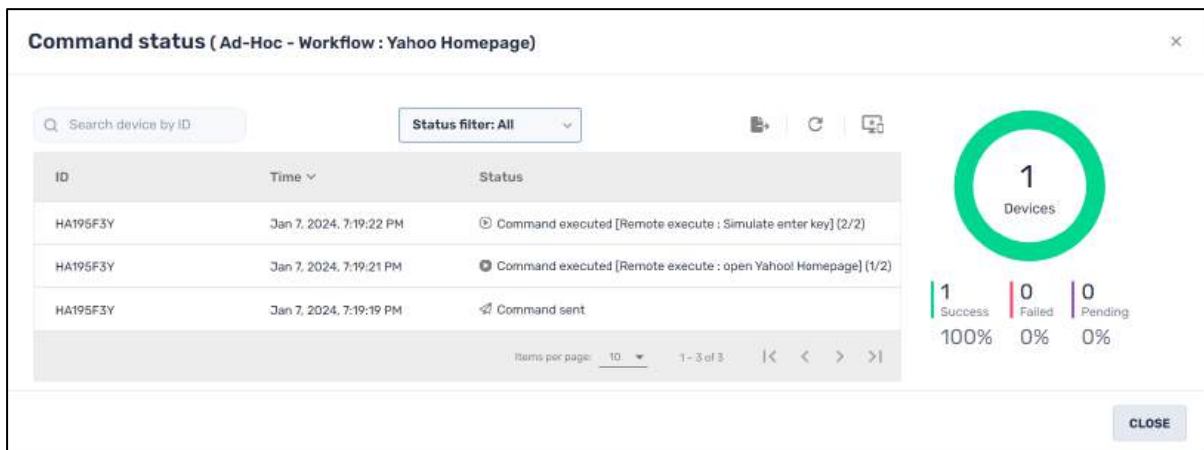 Command status ( Ad-Hoc - Workflow : Yahoo Homepage)
Search device by ID
Status filter: All
ID Time Status
HA195F3Y Jan 7, 2024, 7:19:22 PM Command executed [Remote execute : Simulate enter key] (2/2)
HA195F3Y Jan 7, 2024, 7:19:21 PM Command executed [Remote execute : open Yahoo! Homepage] (1/2)
HA195F3Y Jan 7, 2024, 7:19:19 PM Command sent
Items per page: 10 1 - 3 of 3
1
Devices
1 0 0
Success Failed Pending
100% 0% 0%
CLOSE